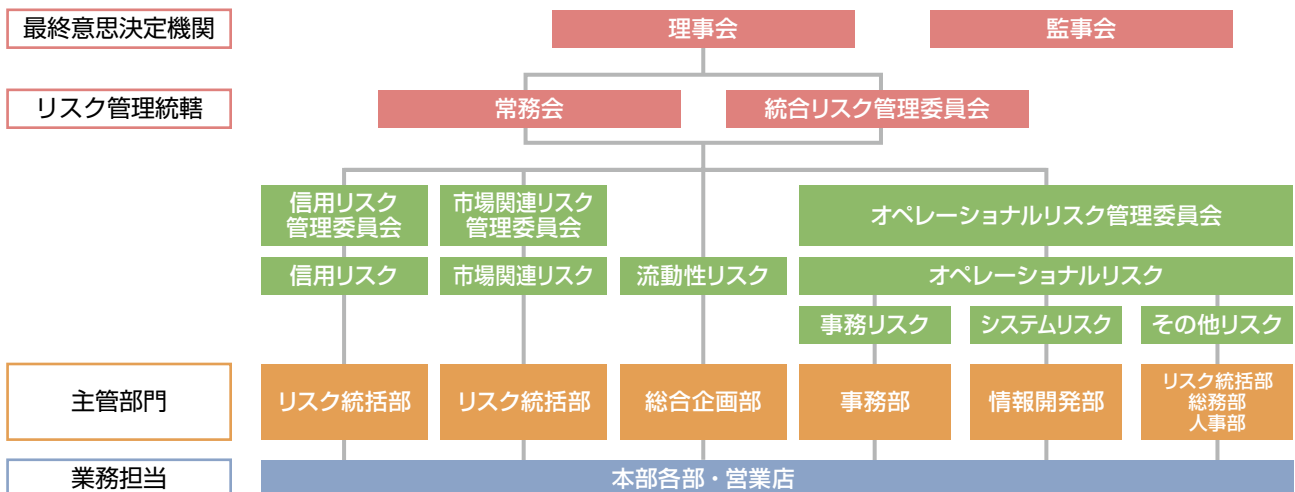 最終意思決定機関
理事会
監事会
リスク管理統轄
常務会
統合リスク管理委員会
信用リスク
管理委員会
市場関連リスク
管理委員会
オペレーショナルリスク管理委員会
信用リスク
市場関連リスク
流動性リスク
オペレーショナルリスク
事務リスク
システムリスク
その他リスク
主管部門
リスク統括部
リスク統括部
総合企画部
事務部
情報開発部
リスク統括部
総務部
人事部
業務担当
本部各部・営業店